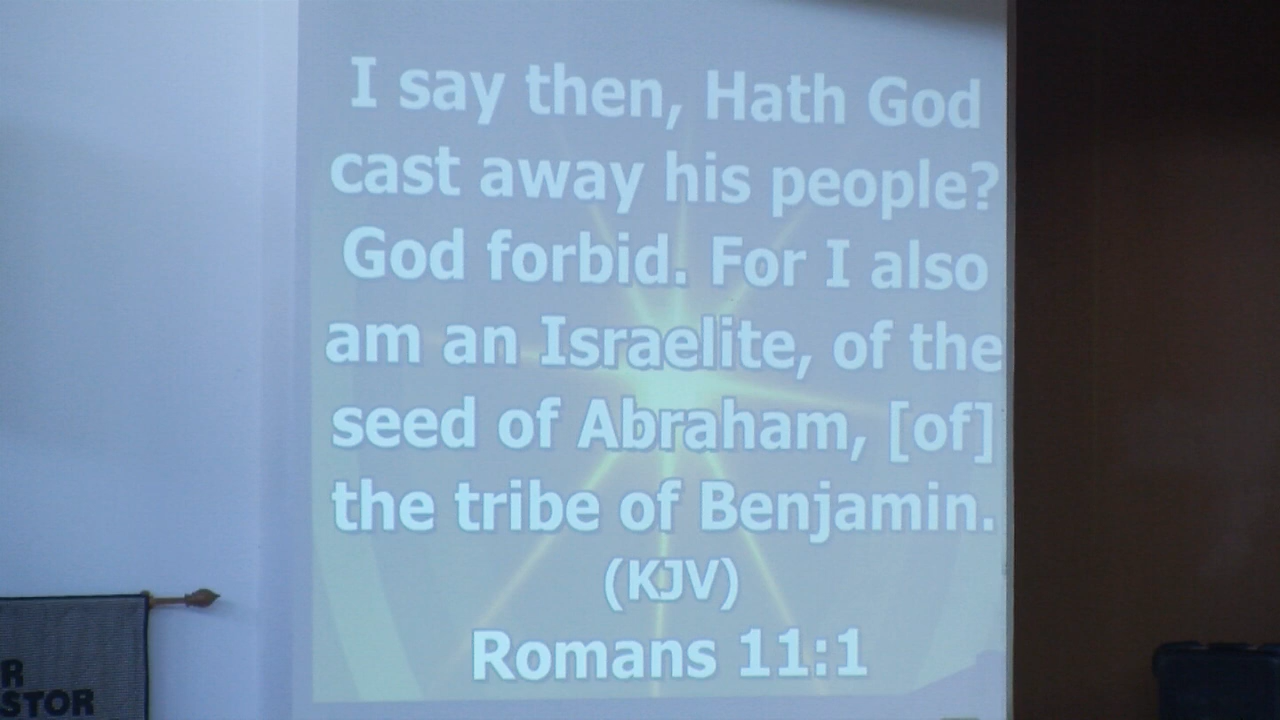 I say then, Hath God
cast away his people?
God forbid. For I also
am an Israelite, of the
seed of Abraham, [of]
the tribe of Benjamin.
(KJV)
Romans 11:1
R
STOR